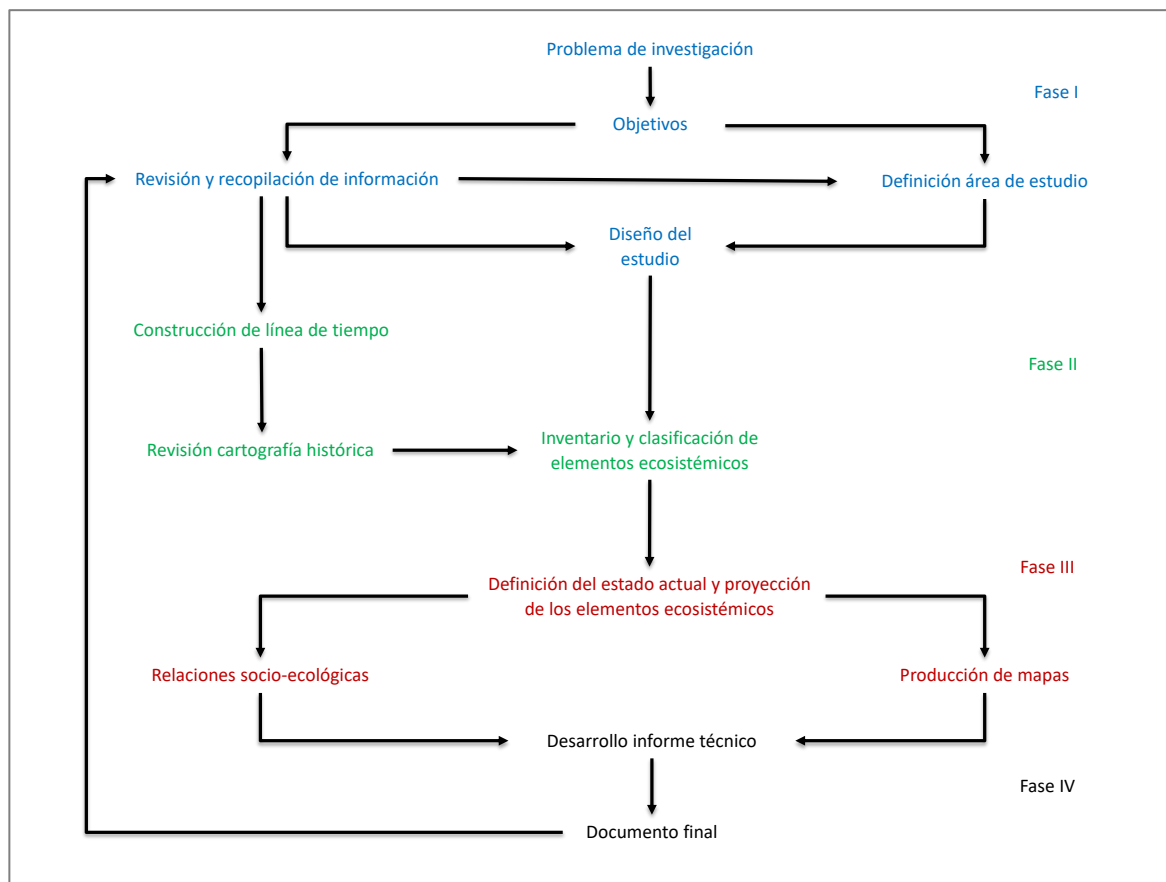 Problema de investigación
Fase I
Objetivos
Revisión y recopilación de información
Definición área de estudio
Diseño del
estudio
Construcción de línea de tiempo
Fase II
Revisión cartografía histórica
Inventario y clasificación de
elementos ecosistémicos
Fase III
Definición del estado actual y proyección
de los elementos ecosistémicos
Relaciones socio-ecológicas
Producción de mapas
Desarrollo informe técnico
Fase IV
Documento final